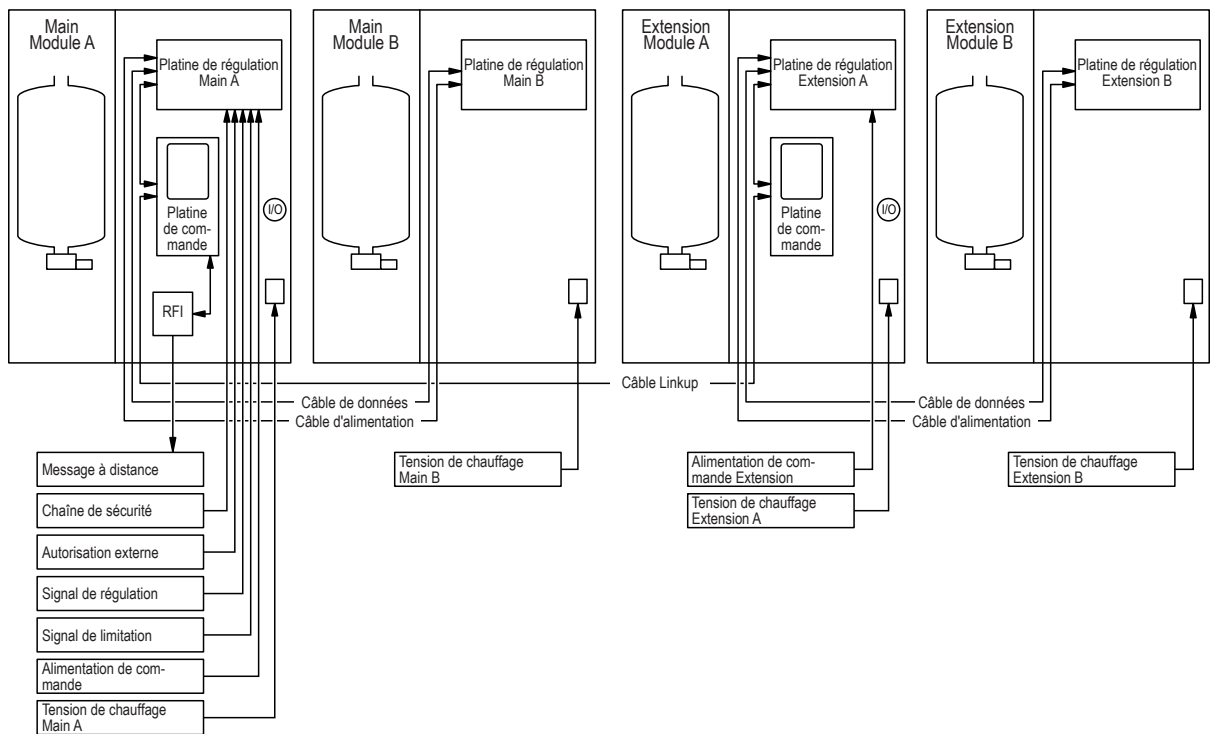 Main
Module A
Platine de régulation
Main A
Platine
de com-
mande
I/O
RFI
Main
Module B
Platine de régulation
Main B
Extension
Module A
Platine de régulation
Extension A
Platine
de com-
mande
I/O
Extension
Module B
Platine de régulation
Extension B
Câble Linkup
Câble de données
Câble d'alimentation
Câble de données
Câble d'alimentation
Message à distance
Chaîne de sécurité
Autorisation externe
Signal de régulation
Signal de limitation
Alimentation de com-
mande
Tension de chauffage
Main A
Tension de chauffage
Main B
Alimentation de com-
mande Extension
Tension de chauffage
Extension A
Tension de chauffage
Extension B